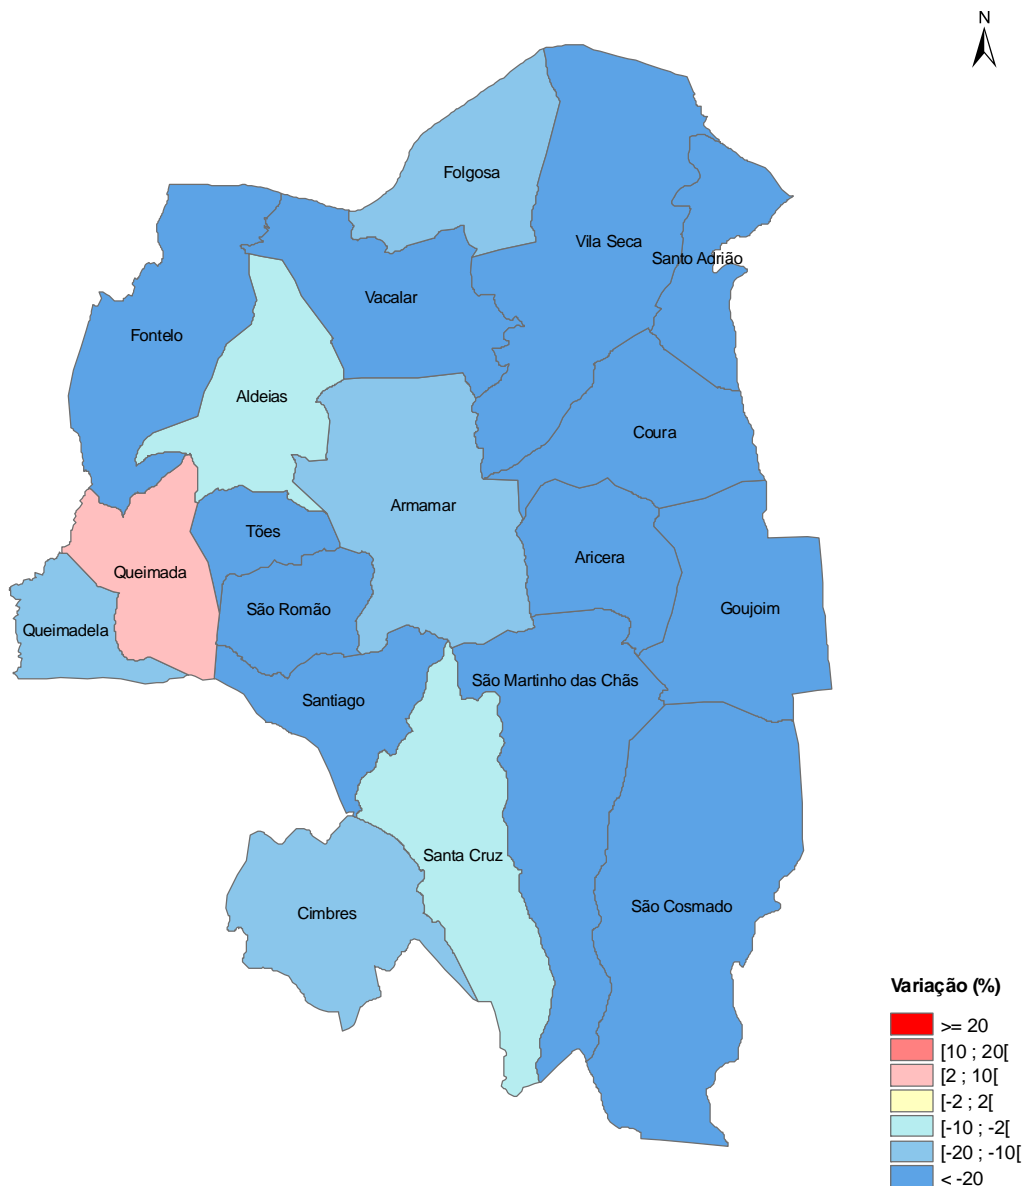 N
Folgosa
Vila Seca
Santo Adrião
Vacalar
Fontelo
Aldeias
Coura
Armamar
Tões
Aricera
Queimada
São Romão
Goujoim
Queimadela
São Martinho das Chãs
Santiago
Santa Cruz
São Cosmado
Cimbres
Variação (%)
>= 20
[10 ; 20[
[2 ; 10[
[-2 ; 2[
[-10 ; -2[
[-20 ; -10[
< -20